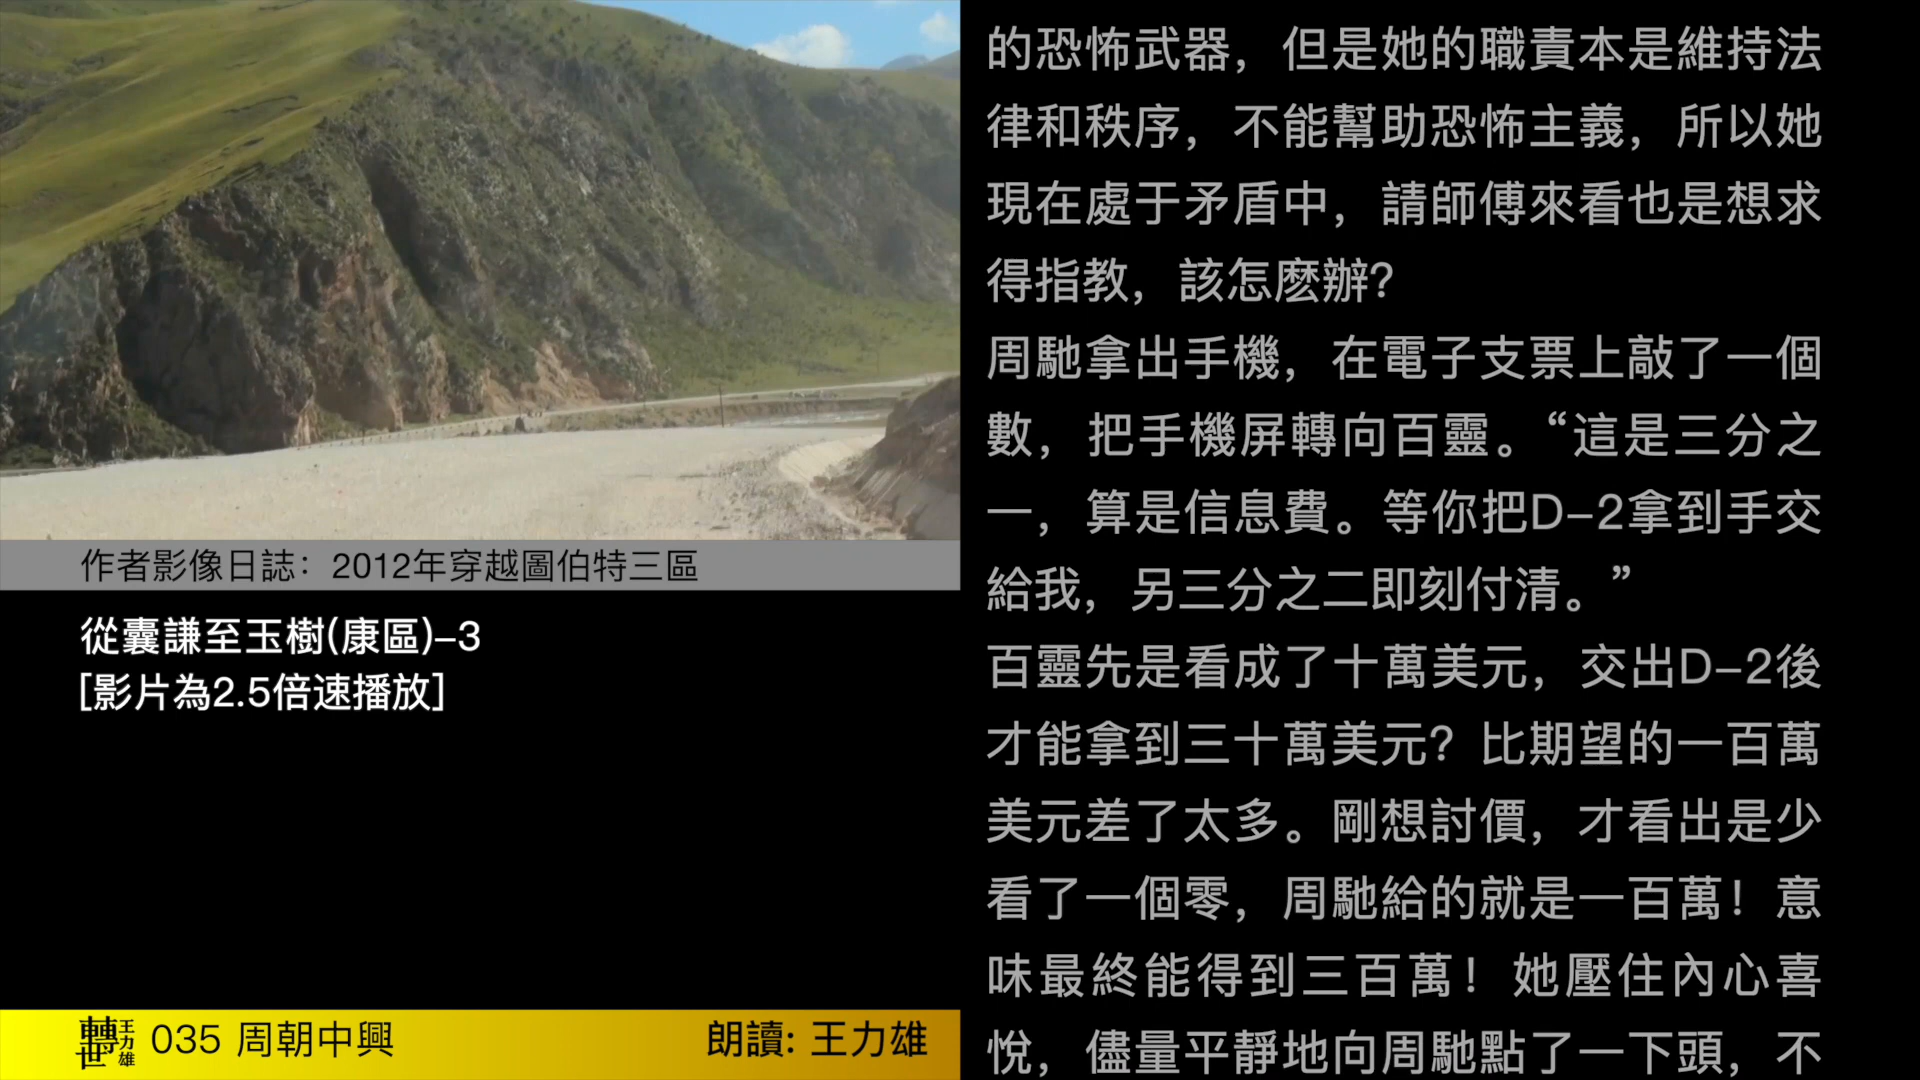 作者影像日誌：2012年穿越圖伯特三區
從囊謙至玉樹(康區)–3
[影片為2.5倍速播放]
轉世
王力雄
035 周朝中興
朗讀: 王力雄
的恐怖武器，但是她的職責本是維持法
律和秩序，不能幫助恐怖主義，所以她
現在處于矛盾中，請師傅來看也是想求
得指教，該怎麽辦？
周馳拿出手機，在電子支票上敲了一個
數，把手機屏轉向百靈。“這是三分之
一，算是信息費。等你把D–2拿到手交
給我，另三分之二即刻付清。”
百靈先是看成了十萬美元，交出D–2後
才能拿到三十萬美元？比期望的一百萬
美元差了太多。剛想討價，才看出是少
看了一個零，周馳給的就是一百萬！意
味最終能得到三百萬！她壓住內心喜
悅，儘量平靜地向周馳點了一下頭，不